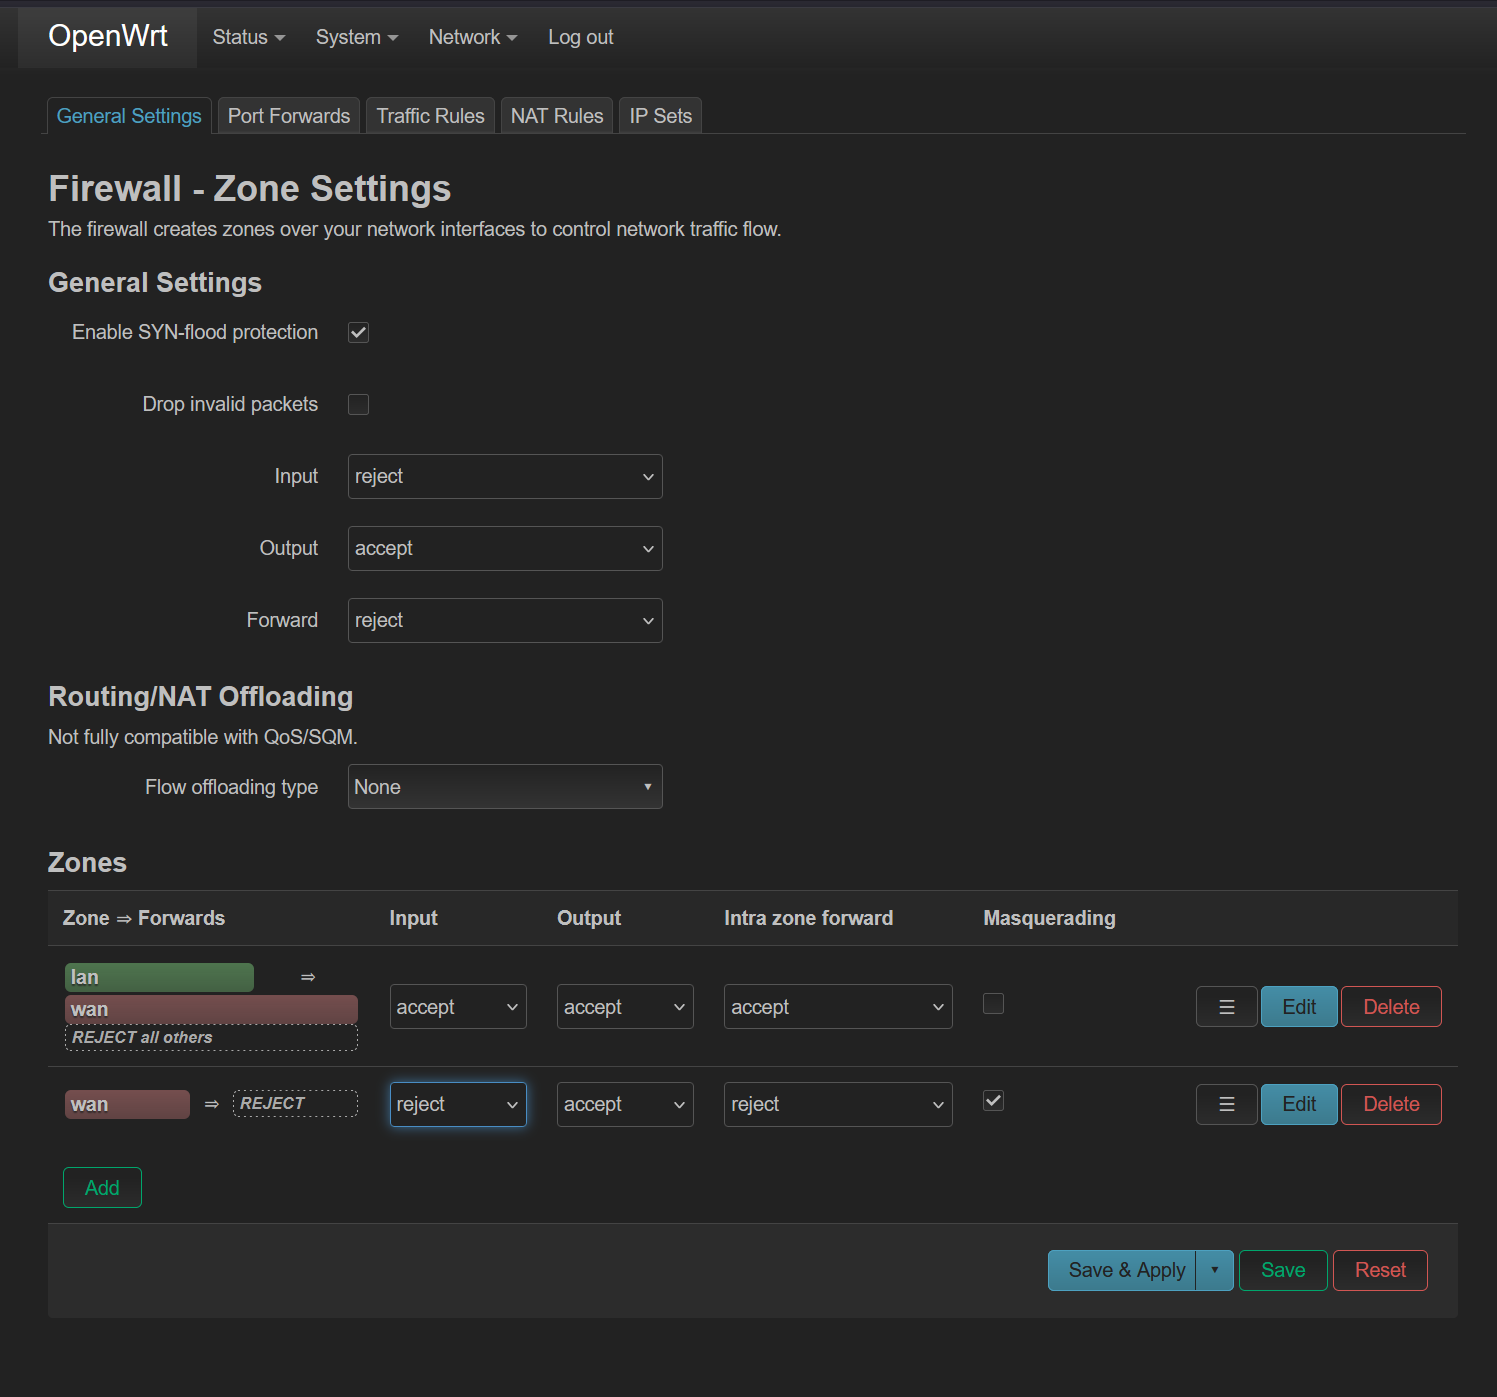 OpenWrt Status System Network Log out
General Settings Port Forwards Traffic Rules NAT Rules IP Sets
Firewall - Zone Settings
The firewall creates zones over your network interfaces to control network traffic flow.
General Settings
Enable SYN-flood protection
Drop invalid packets
Input reject
Output accept
Forward reject
Routing/NAT Offloading
Not fully compatible with QoS/SQM.
Flow offloading type None
Zones
Zone ⇒ Forwards Input Output Intra zone forward Masquerading
lan ⇒
wan
REJECT all others
accept accept accept ☰ Edit Delete
wan ⇒ REJECT reject accept reject ☰ Edit Delete
Add
Save & Apply Save Reset